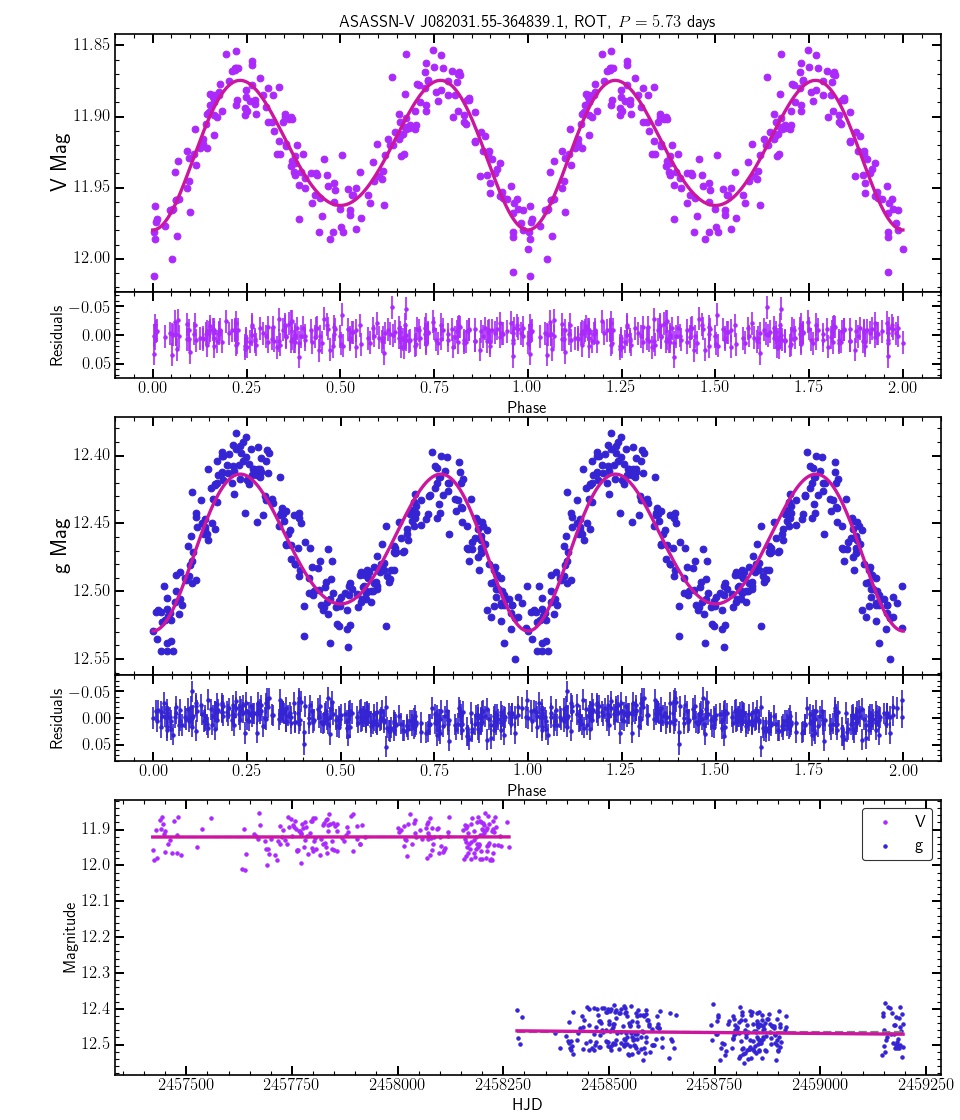 ASASSN-V J082031.55-364839.1, ROT, P = 5.73 days
11.85
11.90
11.95
12.00
V Mag
−0.05
0.00
0.05
Residuals
0.00 0.25 0.50 0.75 1.00 1.25 1.50 1.75 2.00
Phase
12.40
12.45
12.50
12.55
g Mag
−0.05
0.00
0.05
Residuals
0.00 0.25 0.50 0.75 1.00 1.25 1.50 1.75 2.00
Phase
V
g
11.9
12.0
12.1
12.2
12.3
12.4
12.5
Magnitude
2457500 2457750 2458000 2458250 2458500 2458750 2459000 2459250
HJD